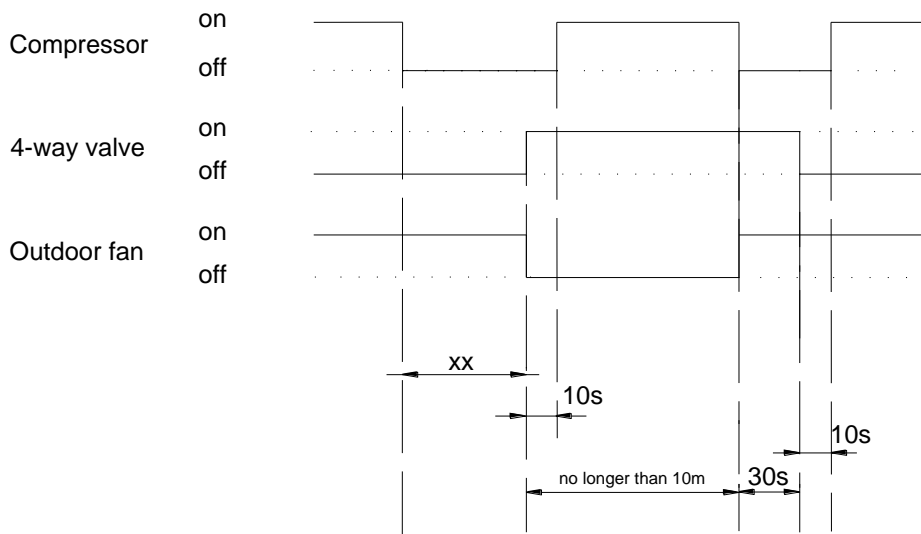 Compressor
on
off
4-way valve
on
off
Outdoor fan
on
off
xx
10s
10s
no longer than 10m
30s